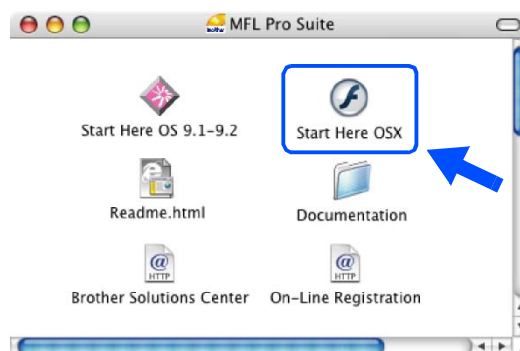 MFL Pro Suite
Start Here OS 9.1-9.2
Start Here OSX
Readme.html
Documentation
@
HTTP
@
HTTP
Brother Solutions Center
On-Line Registration